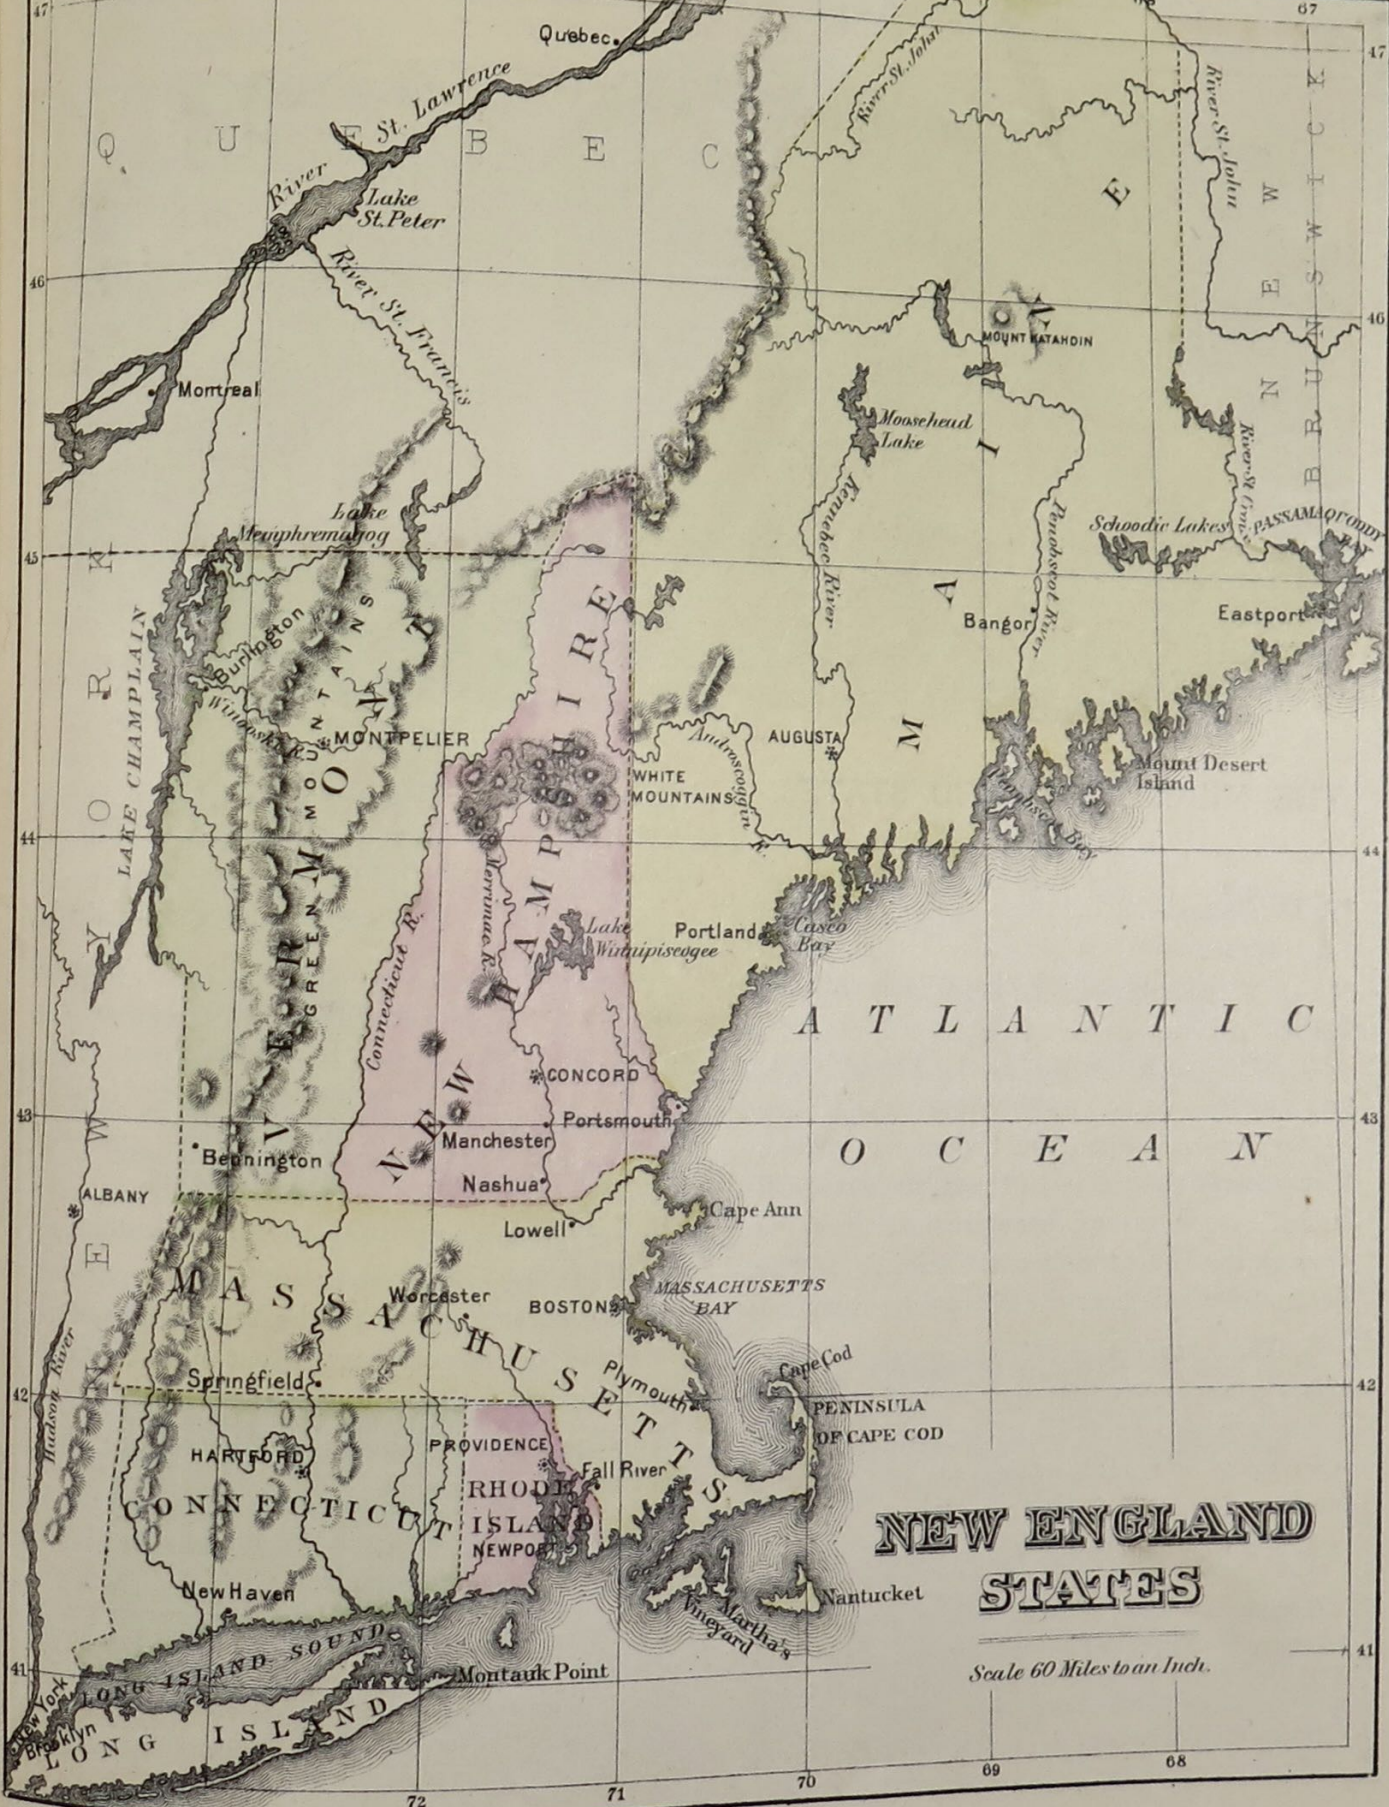 47
67
47
Quebec
River St. Lawrence
River St. John
River St. John
QUEBEC
NEW BRUNSWICK
Lake
St. Peter
46
46
River St. Francis
MOUNT KATAHDIN
Montreal
Moosehead
Lake
Kennebec River
Penobscot River
River St. Croix
Schoodic Lakes
PASSAMAQUODDY
BAY
Lake
Memphremagog
45
NEW YORK
LAKE CHAMPLAIN
Burlington
Winooski R.
MONTPELIER
VERMONT
GREEN MOUNTAINS
NEW HAMPSHIRE
MAINE
Bangor
Eastport
AUGUSTA
Androscoggin R.
WHITE
MOUNTAINS
Mount Desert
Island
Penobscot Bay
44
44
Connecticut R.
Merrimac R.
Lake
Winnipiseogee
Portland
Casco
Bay
ATLANTIC
OCEAN
CONCORD
43
43
Portsmouth
Manchester
Bennington
Nashua
ALBANY
Cape Ann
Lowell
MASSACHUSETTS
Worcester
BOSTON
MASSACHUSETTS
BAY
Hudson River
Springfield
Plymouth
Cape Cod
42
42
PENINSULA
OF CAPE COD
PROVIDENCE
HARTFORD
Fall River
RHODE
ISLAND
NEWPORT
CONNECTICUT
NEW ENGLAND
STATES
New Haven
Nantucket
Martha's
Vineyard
LONG ISLAND SOUND
41
41
Montauk Point
Scale 60 Miles to an Inch.
New York
Brooklyn
LONG ISLAND
72
71
70
69
68